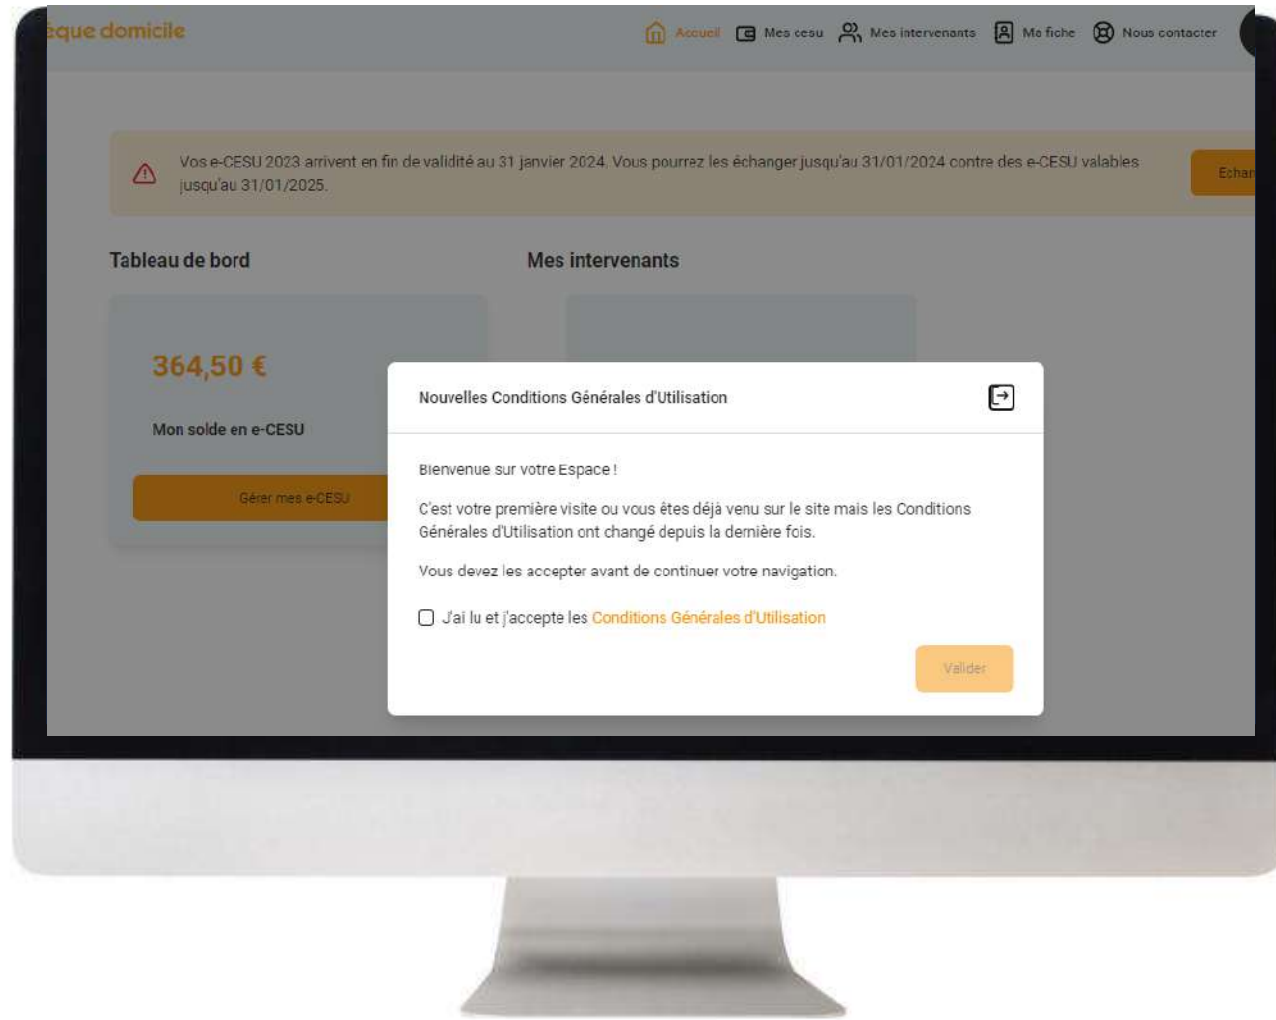 èque domicile
Accueil Mes cesu Mes intervenants Ma fiche Nous contacter
Vos e-CESU 2023 arrivent en fin de validité au 31 janvier 2024. Vous pourrez les échanger jusqu'au 31/01/2024 contre des e-CESU valables
jusqu'au 31/01/2025.
Echan
Tableau de bord
Mes intervenants
364,50 €
Mon solde en e-CESU
Gérer mes e-CESU
Nouvelles Conditions Générales d'Utilisation
Bienvenue sur votre Espace !
C'est votre première visite ou vous êtes déjà venu sur le site mais les Conditions
Générales d'Utilisation ont changé depuis la dernière fois.
Vous devez les accepter avant de continuer votre navigation.
J'ai lu et j'accepte les Conditions Générales d'Utilisation
Valider